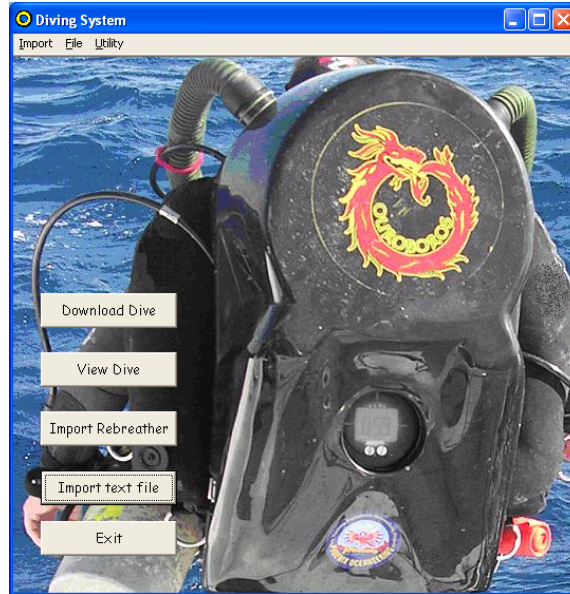 Diving System
Import File Utility
OUROBOROS
Download Dive
View Dive
Import Rebreather
Import text file
Exit